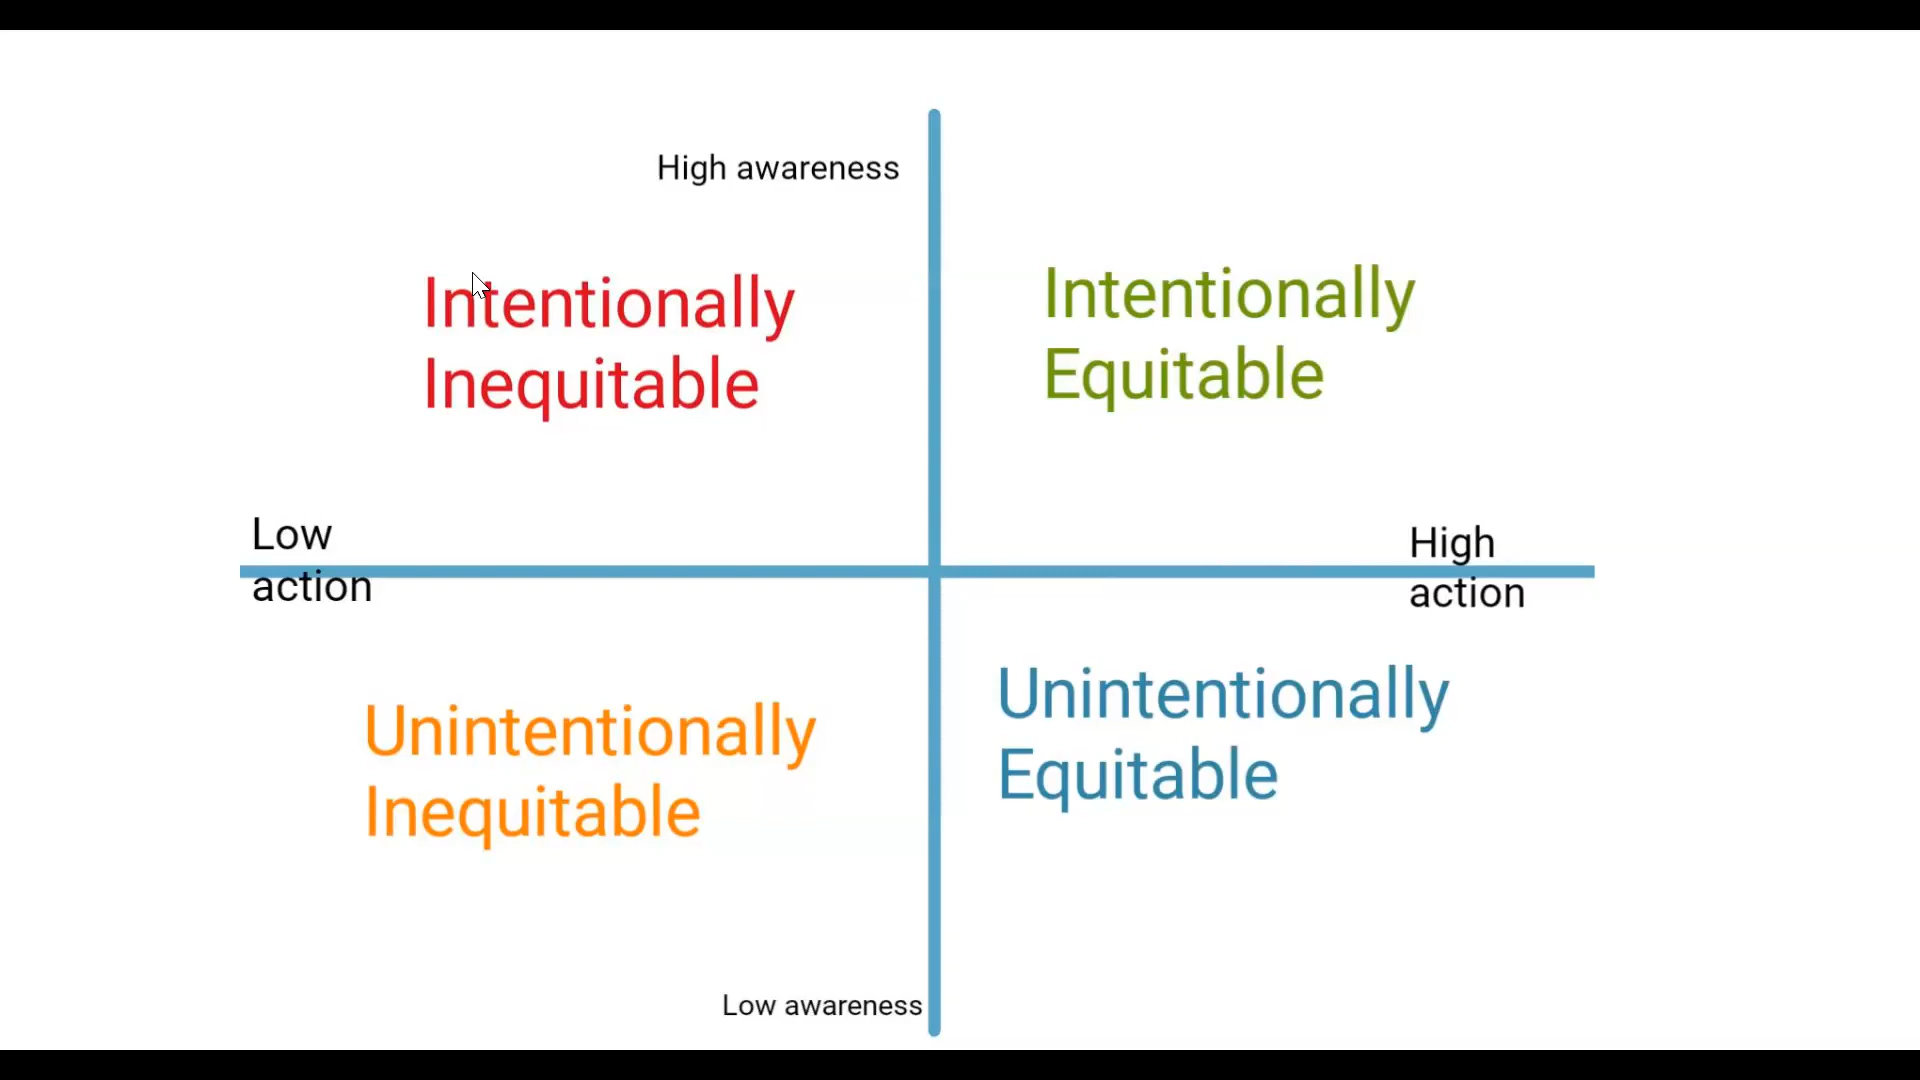 High awareness
Intentionally
Inequitable
Intentionally
Equitable
Low
action
High
action
Unintentionally
Inequitable
Unintentionally
Equitable
Low awareness